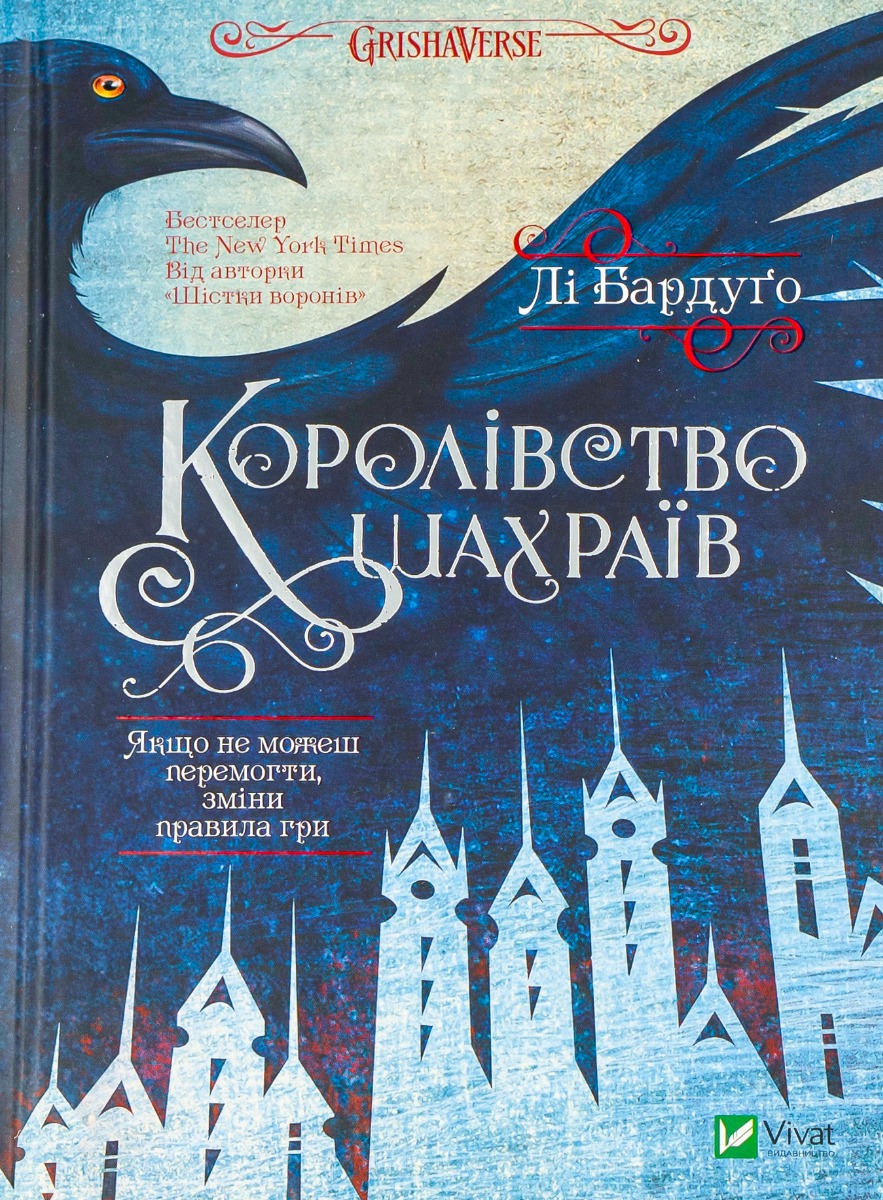 GRISHAVERSE
Бестселер
The New York Times
Від авторки
«Шістки воронів»
Лі Бардуґо
Королівство
шахраїв
Якщо не можеш
перемогти,
зміни
правила гри
Vivat
ВИДАВНИЦТВО